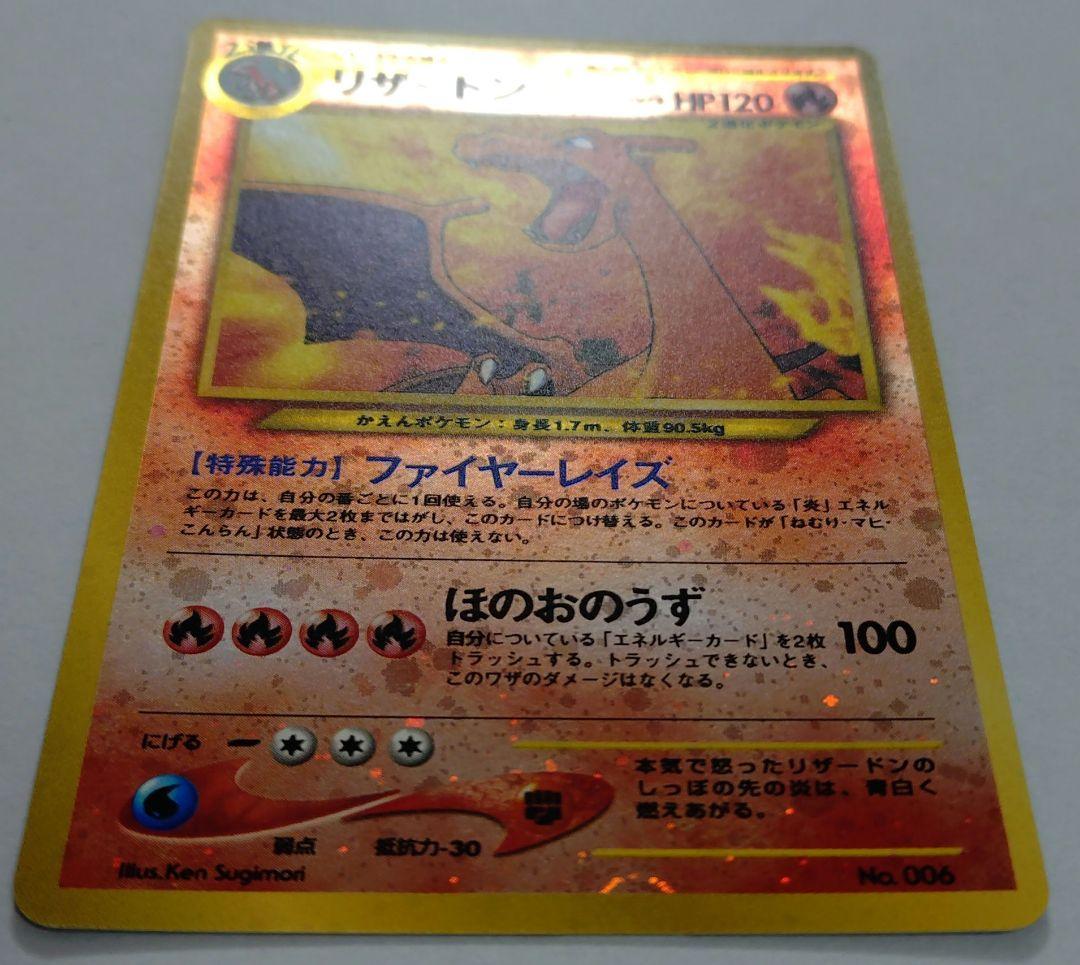 2進化
リザードン
HP120
かえんポケモン：身長1.7m、体重90.5kg
【特殊能力】ファイヤーレイズ
この力は、自分の番ごとに1回使える。自分の場のポケモンについている「炎」エネル
ギーカードを最大2枚まではがし、このカードにつけ替える。このカードが「ねむり・マヒ・
こんらん」状態のとき、この力は使えない。
ほのおのうず
自分についている「エネルギーカード」を2枚
トラッシュする。トラッシュできないとき、
このワザのダメージはなくなる。
100
にげる
本気で怒ったリザードンの
しっぽの先の炎は、青白く
燃えあがる。
弱点 抵抗力-30
Illus. Ken Sugimori
No. 006